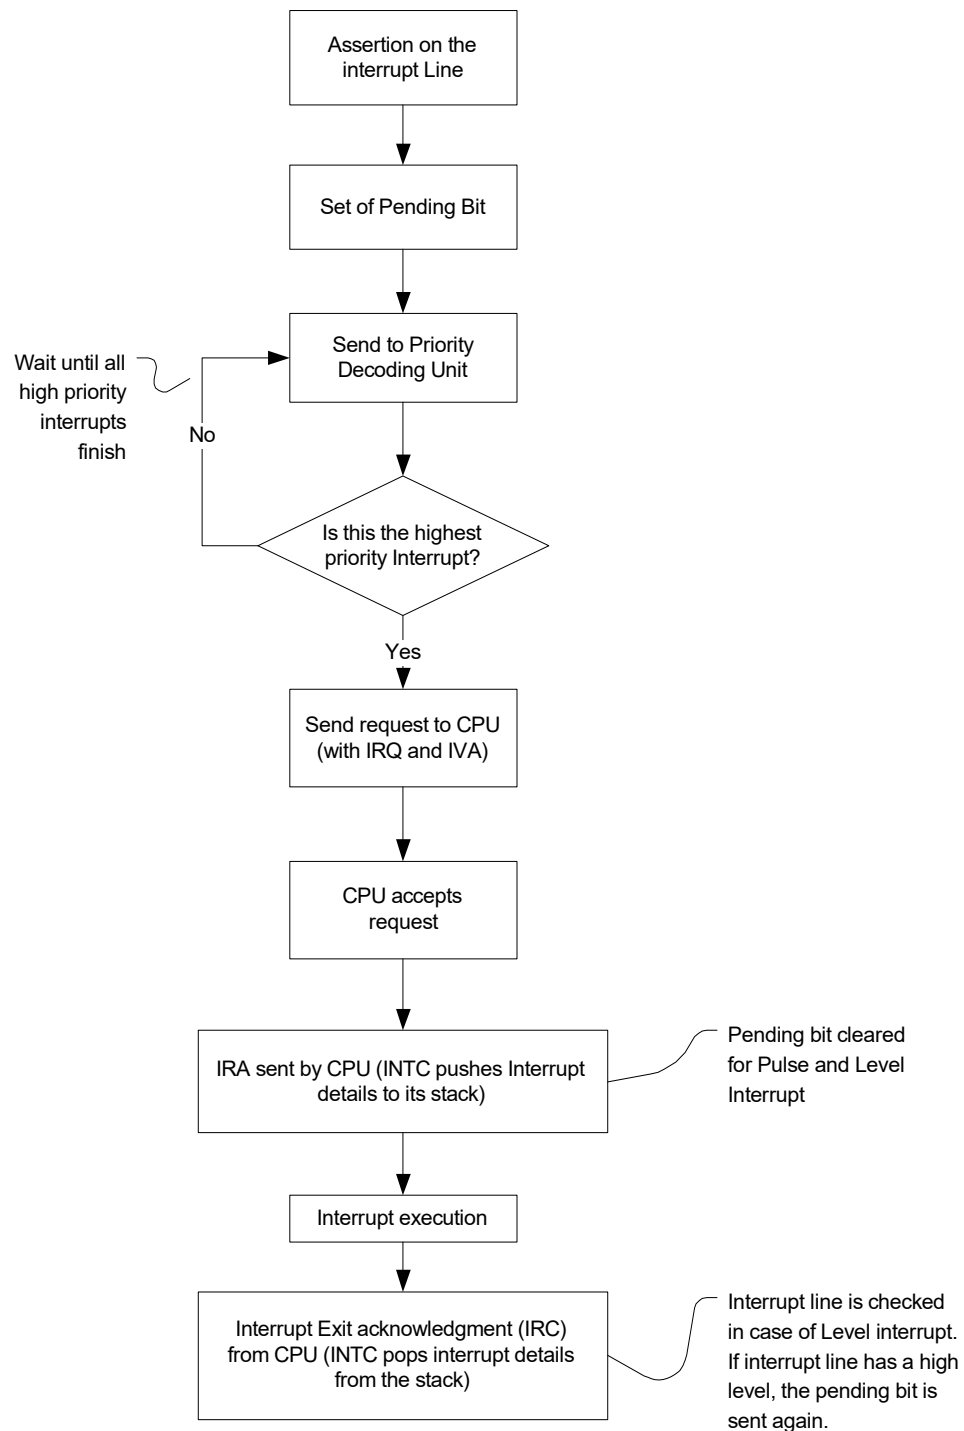 Assertion on the
interrupt Line
Set of Pending Bit
Send to Priority
Decoding Unit
Wait until all
high priority
interrupts
finish
No
Is this the highest
priority Interrupt?
Yes
Send request to CPU
(with IRQ and IVA)
CPU accepts
request
IRA sent by CPU (INTC pushes Interrupt
details to its stack)
Pending bit cleared
for Pulse and Level
Interrupt
Interrupt execution
Interrupt Exit acknowledgment (IRC)
from CPU (INTC pops interrupt details
from the stack)
Interrupt line is checked
in case of Level interrupt.
If interrupt line has a high
level, the pending bit is
sent again.